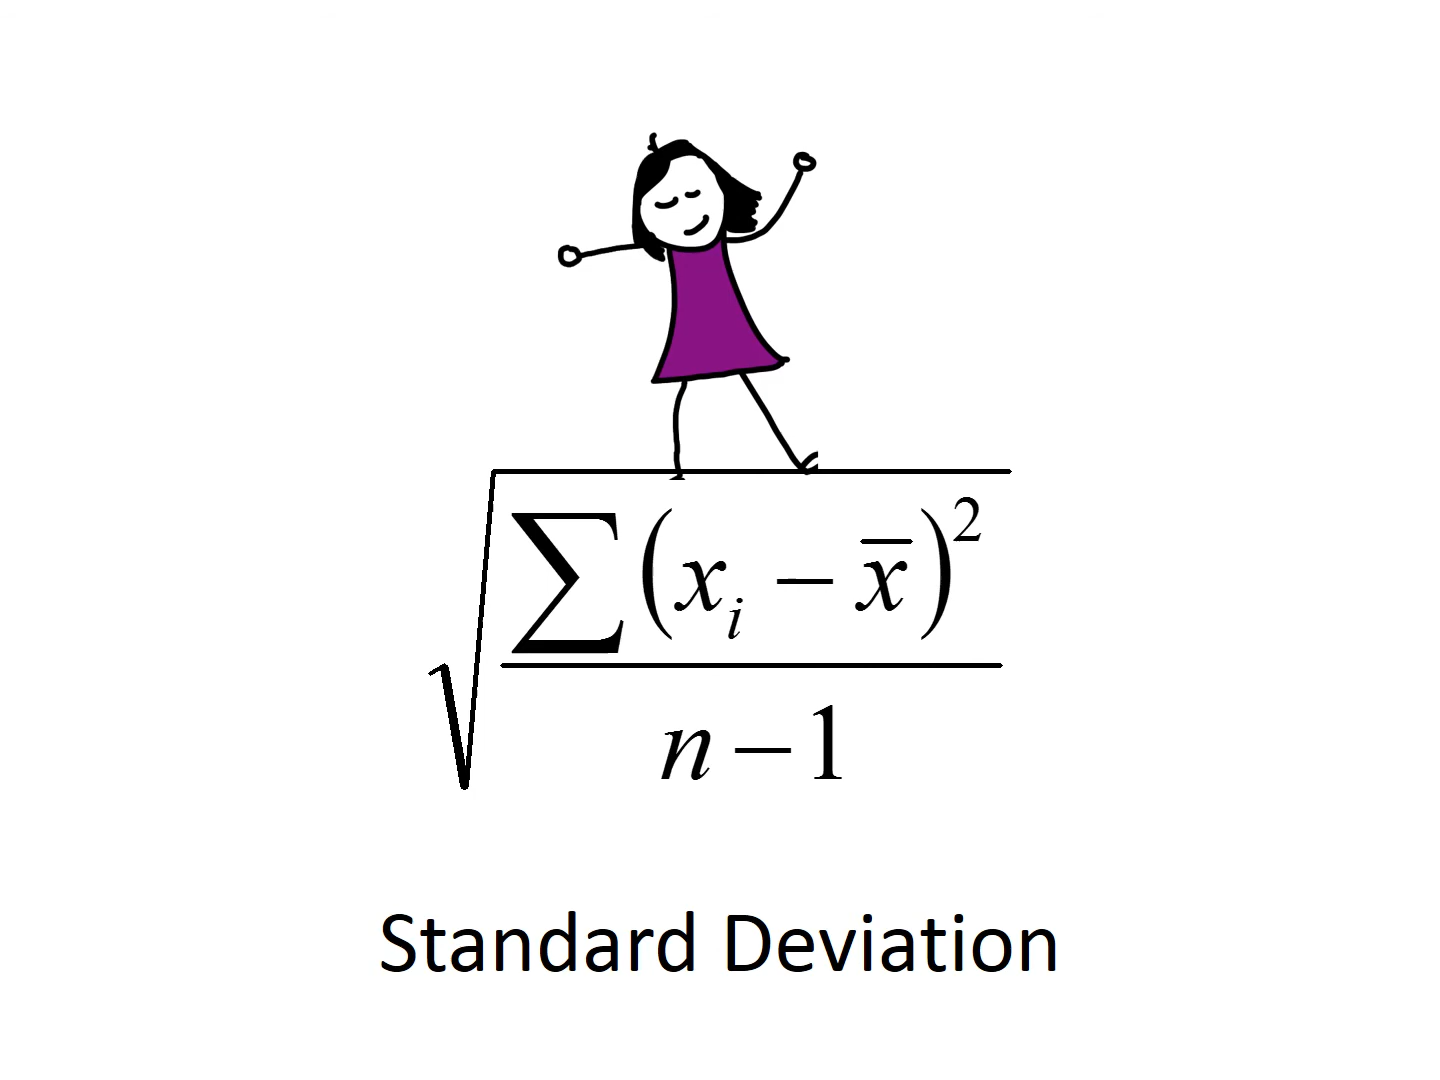 √(∑(xᵢ – x̅)² / (n – 1))
Standard Deviation